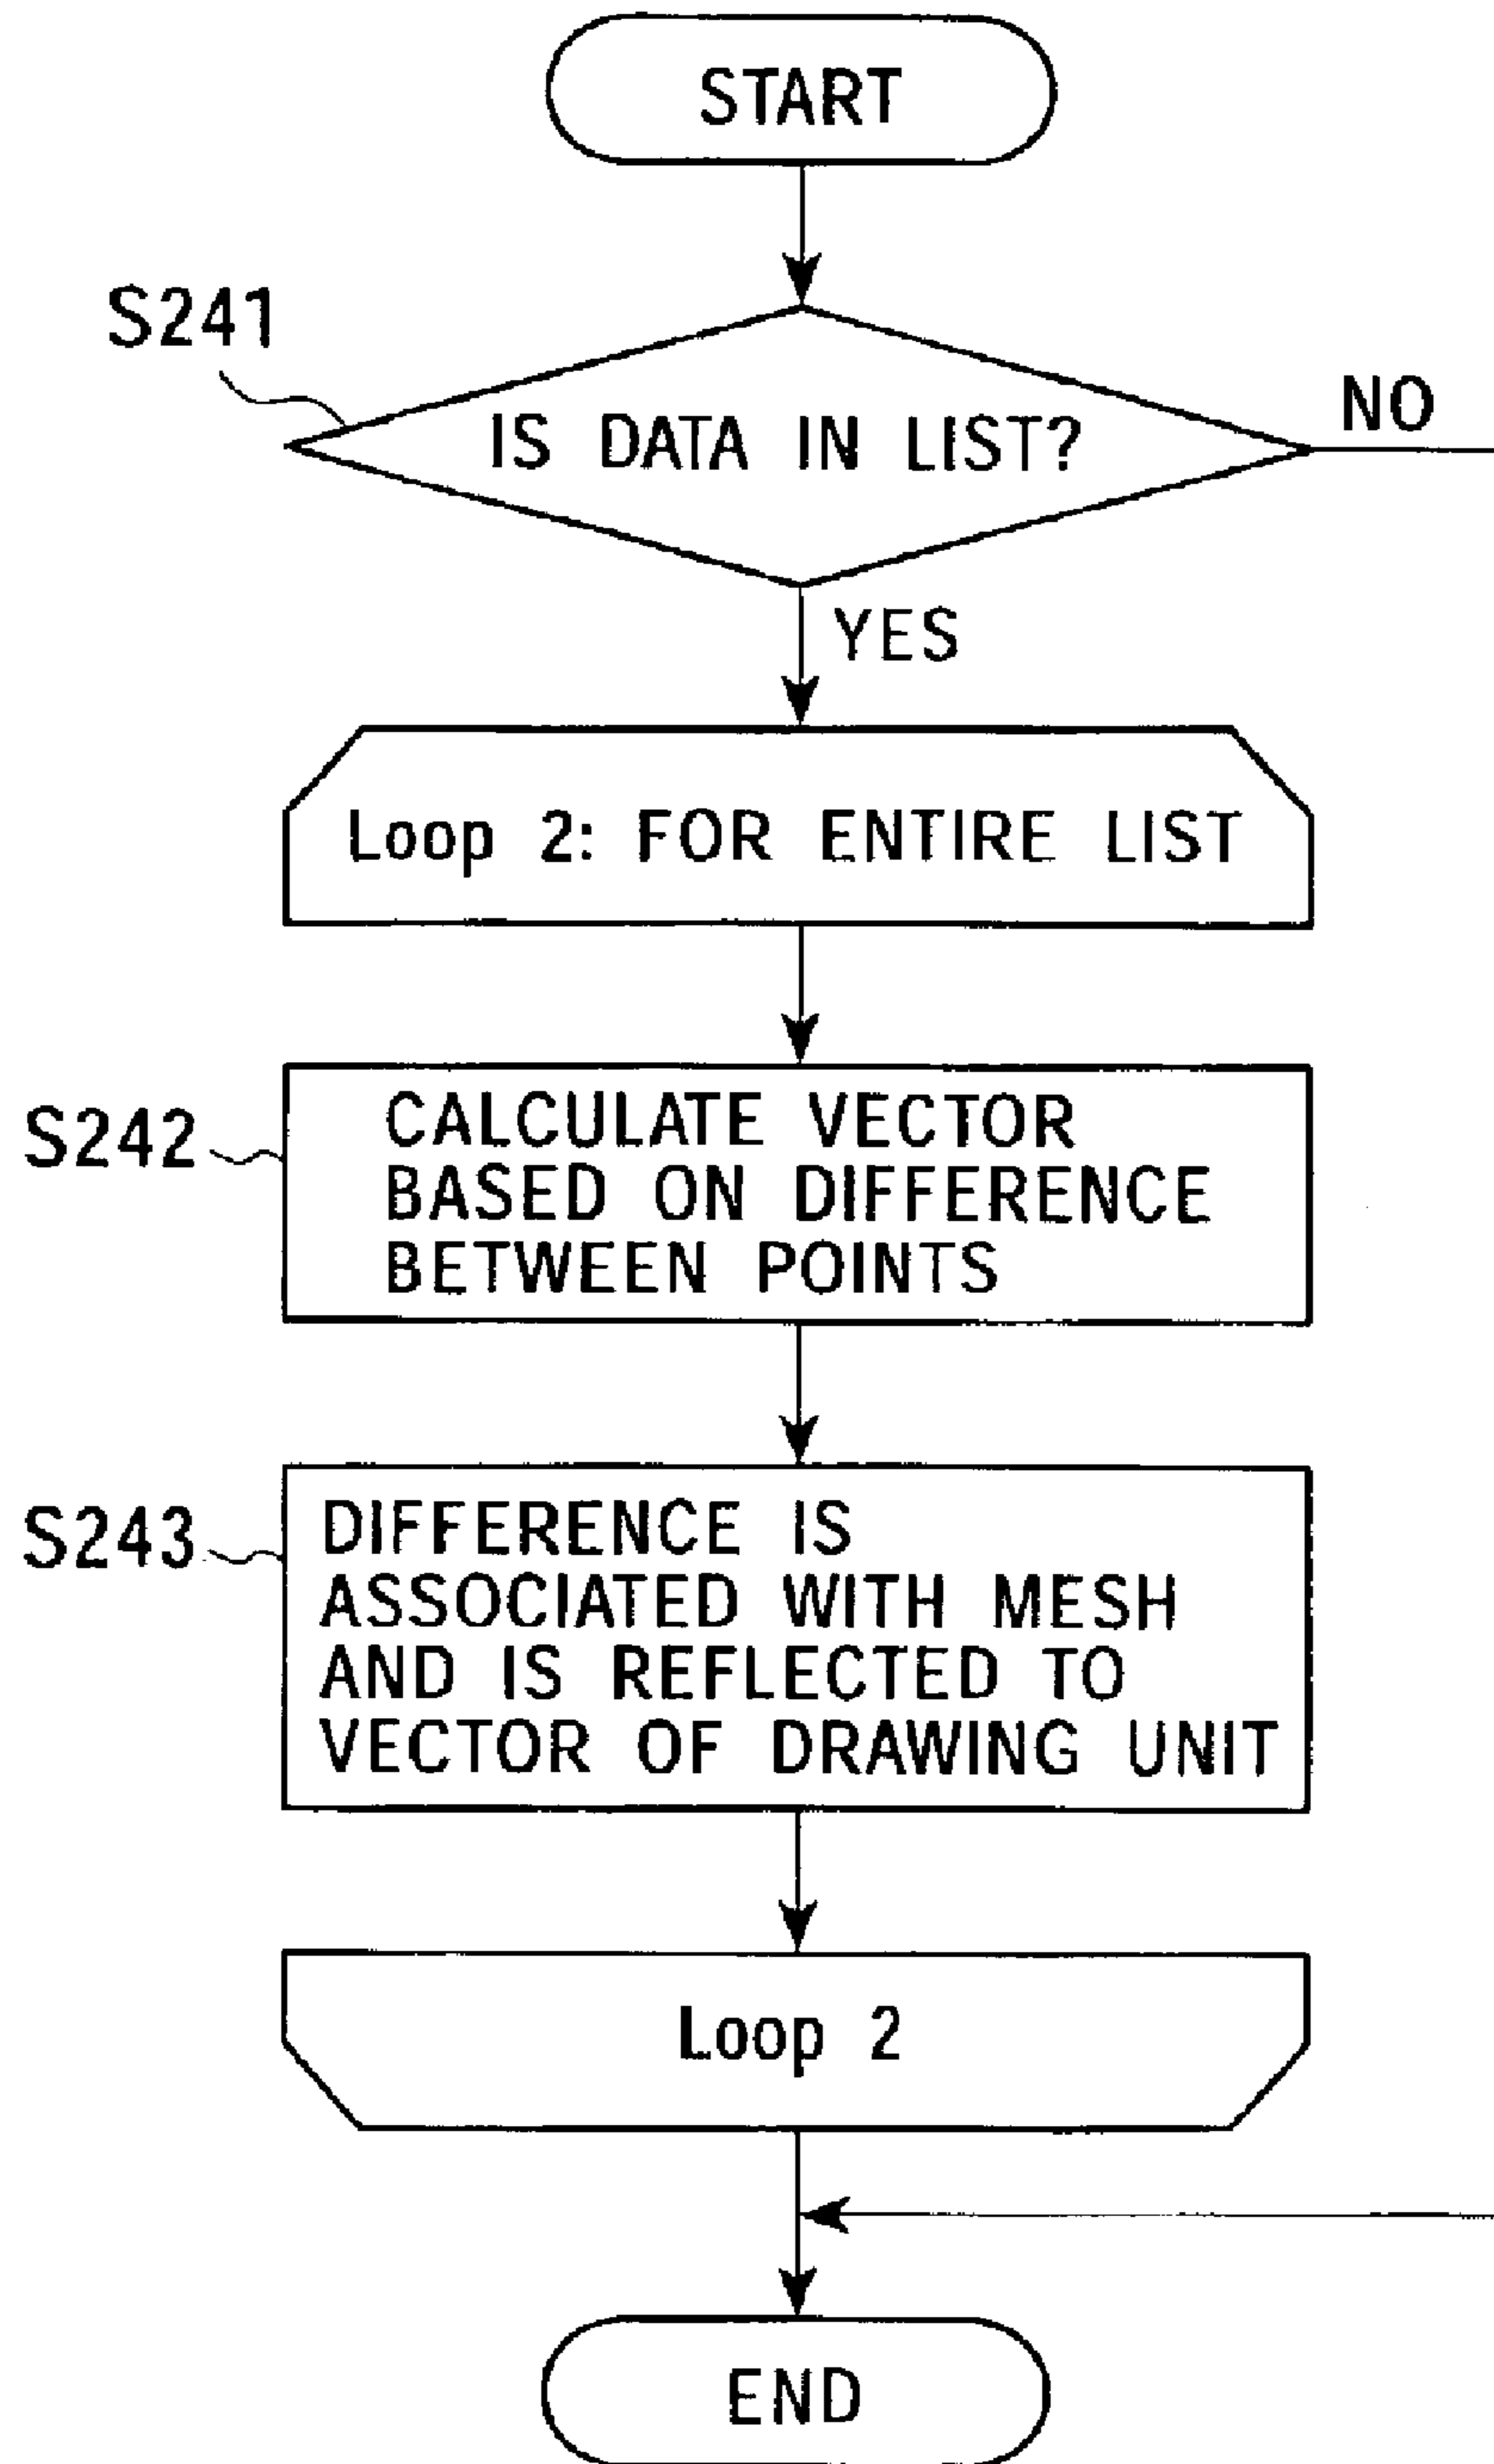 START
S241
IS DATA IN LIST?
NO
YES
Loop 2: FOR ENTIRE LIST
S242
CALCULATE VECTOR
BASED ON DIFFERENCE
BETWEEN POINTS
S243
DIFFERENCE IS
ASSOCIATED WITH MESH
AND IS REFLECTED TO
VECTOR OF DRAWING UNIT
Loop 2
END